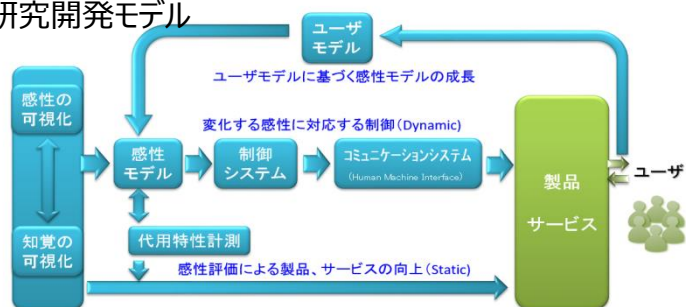 研究開発モデル
ユーザ
モデル
ユーザモデルに基づく感性モデルの成長
感性の
可視化
変化する感性に対応する制御(Dynamic)
感性
モデル
制御
システム
コミュニケーションシステム
(Human Machine Interface)
製品
サービス
ユーザ
知覚の
可視化
代用特性計測
感性評価による製品、サービスの向上(Static)